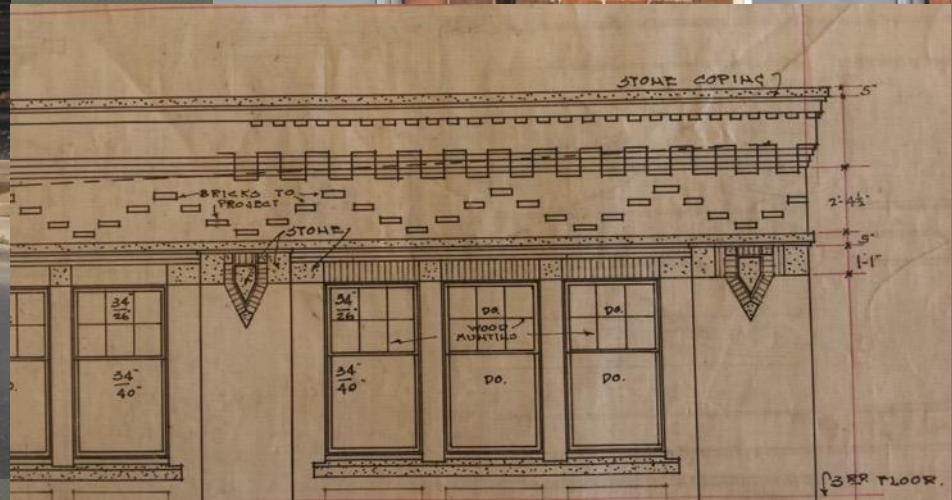 STONE COPING
5"
BRICKS TO
PROJECT
2'-4½"
STONE
1'-1"
34"
26"
34"
26"
DO.
DO.
WOOD
MUNTINS
34"
40"
34"
40"
DO.
DO.
3RD FLOOR.